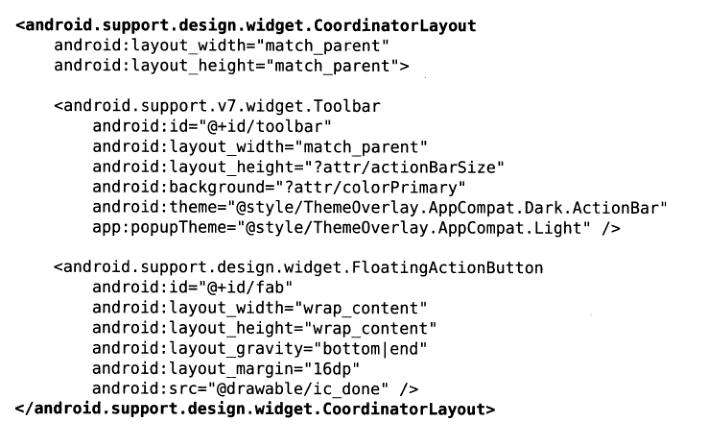 <android.support.design.widget.CoordinatorLayout
    android:layout_width="match_parent"
    android:layout_height="match_parent">

    <android.support.v7.widget.Toolbar
        android:id="@+id/toolbar"
        android:layout_width="match_parent"
        android:layout_height="?attr/actionBarSize"
        android:background="?attr/colorPrimary"
        android:theme="@style/ThemeOverlay.AppCompat.Dark.ActionBar"
        app:popupTheme="@style/ThemeOverlay.AppCompat.Light" />

    <android.support.design.widget.FloatingActionButton
        android:id="@+id/fab"
        android:layout_width="wrap_content"
        android:layout_height="wrap_content"
        android:layout_gravity="bottom|end"
        android:layout_margin="16dp"
        android:src="@drawable/ic_done" />
</android.support.design.widget.CoordinatorLayout>